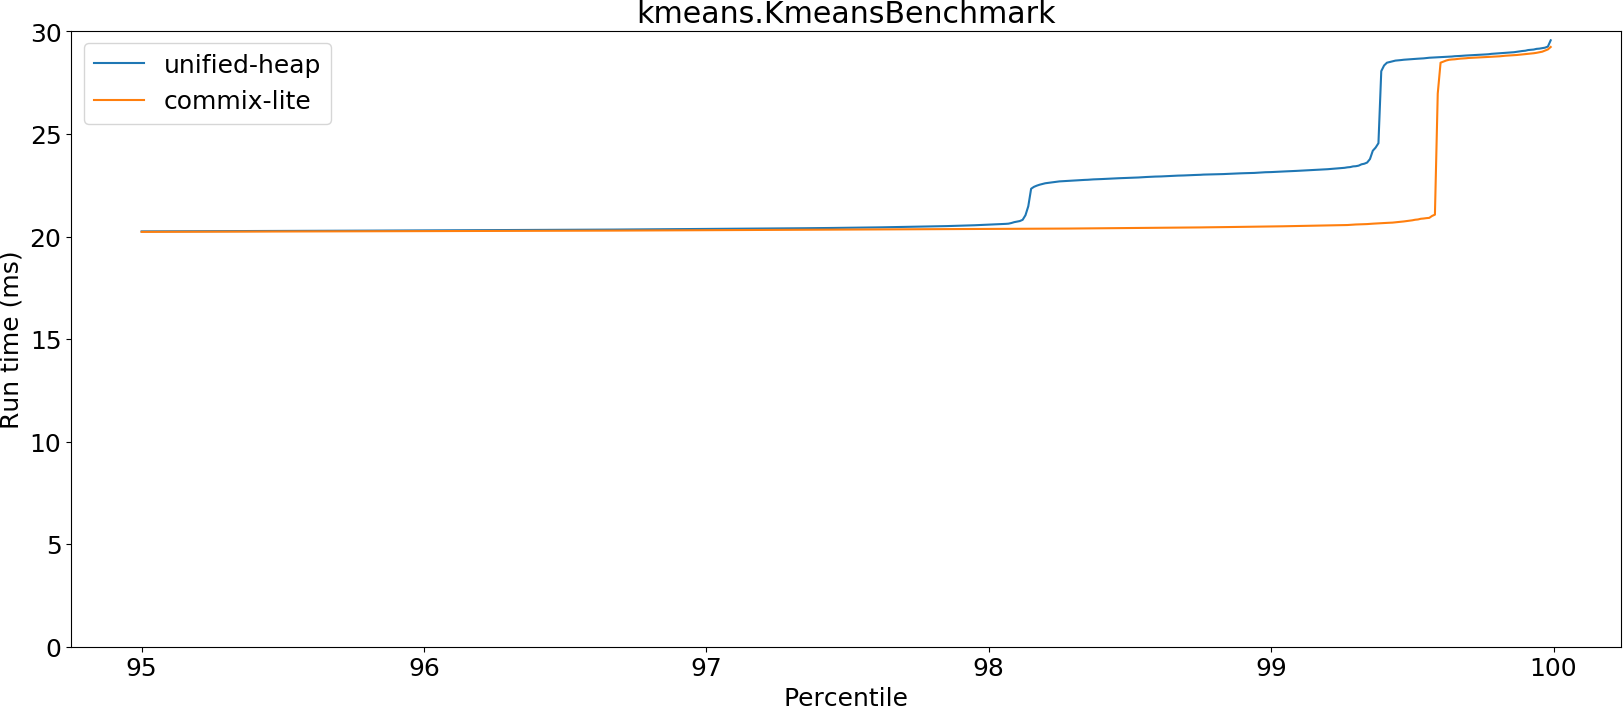 kmeans.KmeansBenchmark
unified-heap
commix-lite
Run time (ms)
30
25
20
15
10
5
0
95 96 97 98 99 100
Percentile